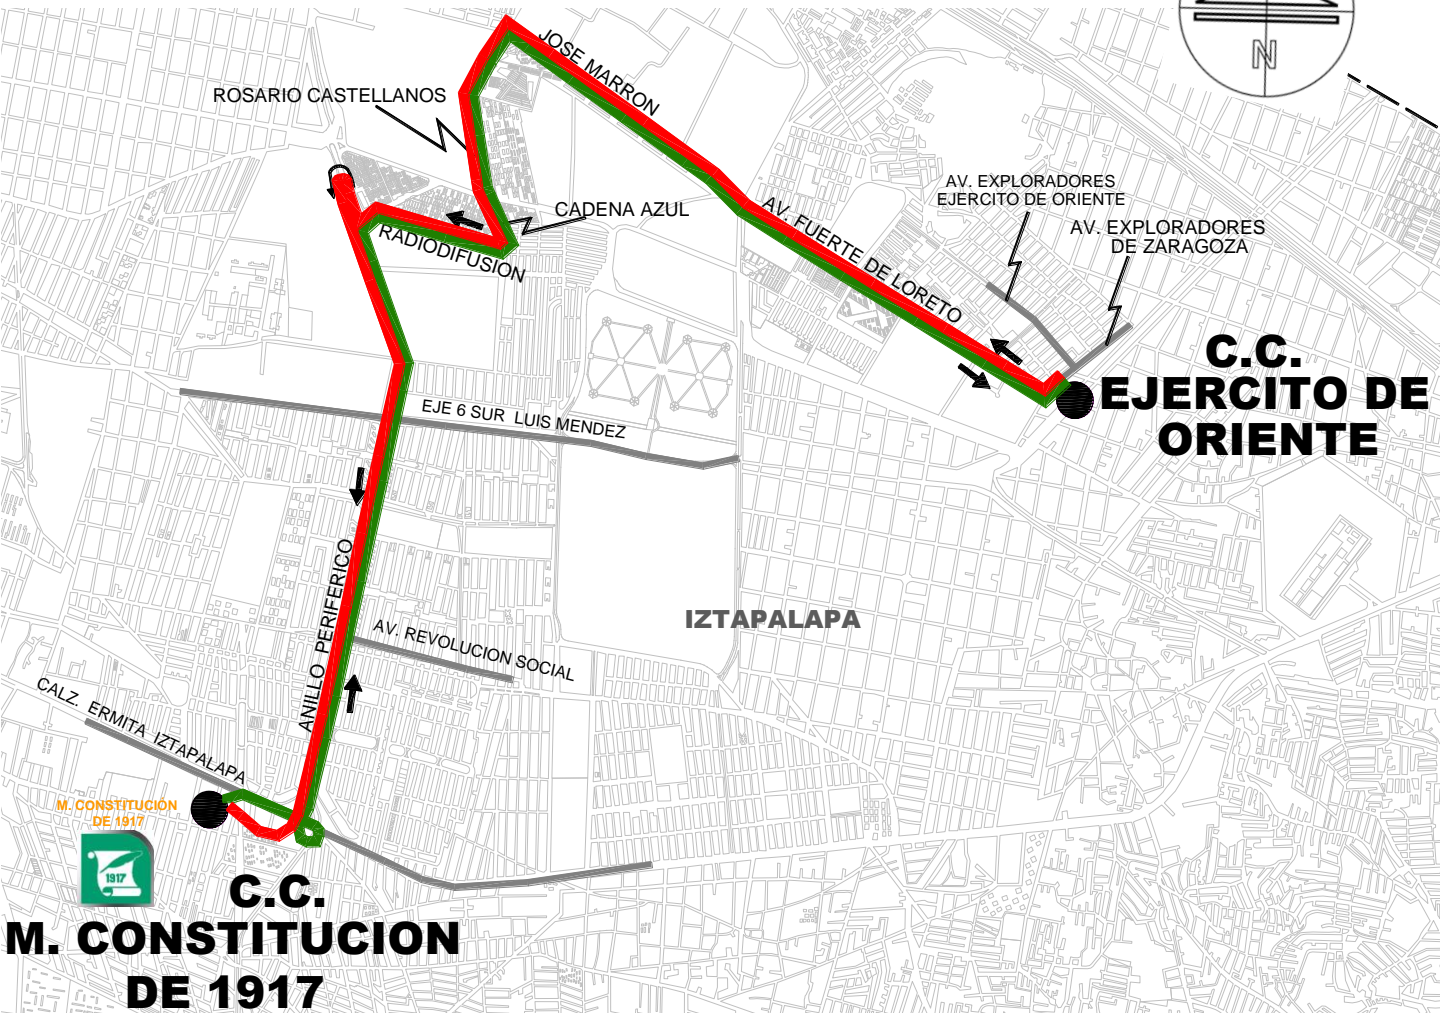 N
JOSE MARRON
ROSARIO CASTELLANOS
AV. EXPLORADORES
EJERCITO DE ORIENTE
CADENA AZUL
AV. EXPLORADORES
DE ZARAGOZA
RADIODIFUSION
AV. FUERTE DE LORETO
C.C.
EJERCITO DE
ORIENTE
EJE 6 SUR LUIS MENDEZ
ANILLO PERIFERICO
IZTAPALAPA
AV. REVOLUCION SOCIAL
CALZ. ERMITA IZTAPALAPA
M. CONSTITUCIÓN
DE 1917
1917
C.C.
M. CONSTITUCION
DE 1917